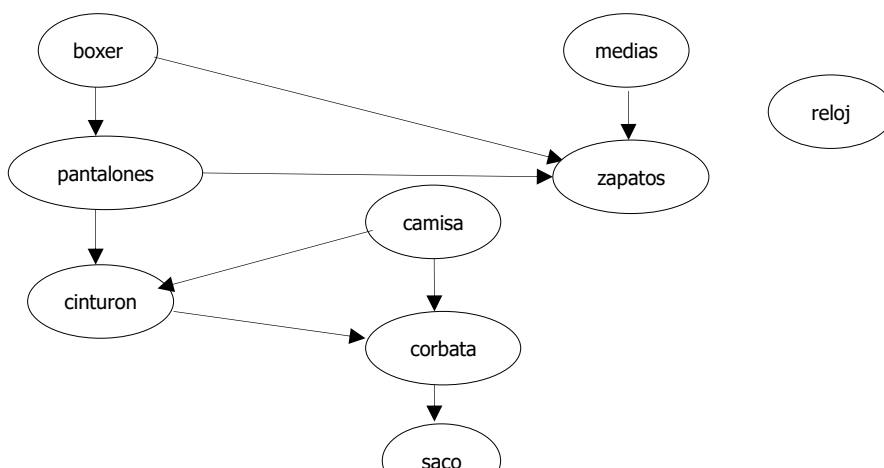 boxer
medias
reloj
pantalones
zapatos
camisa
cinturon
corbata
saco